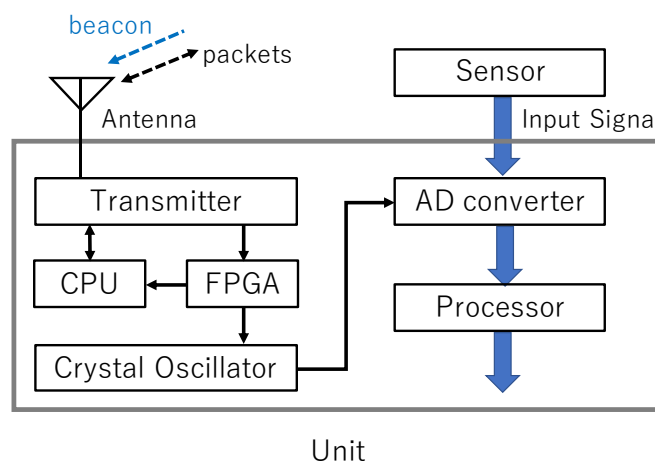 beacon
packets
Antenna
Sensor
Input Signa
Transmitter
AD converter
CPU
FPGA
Processor
Crystal Oscillator
Unit